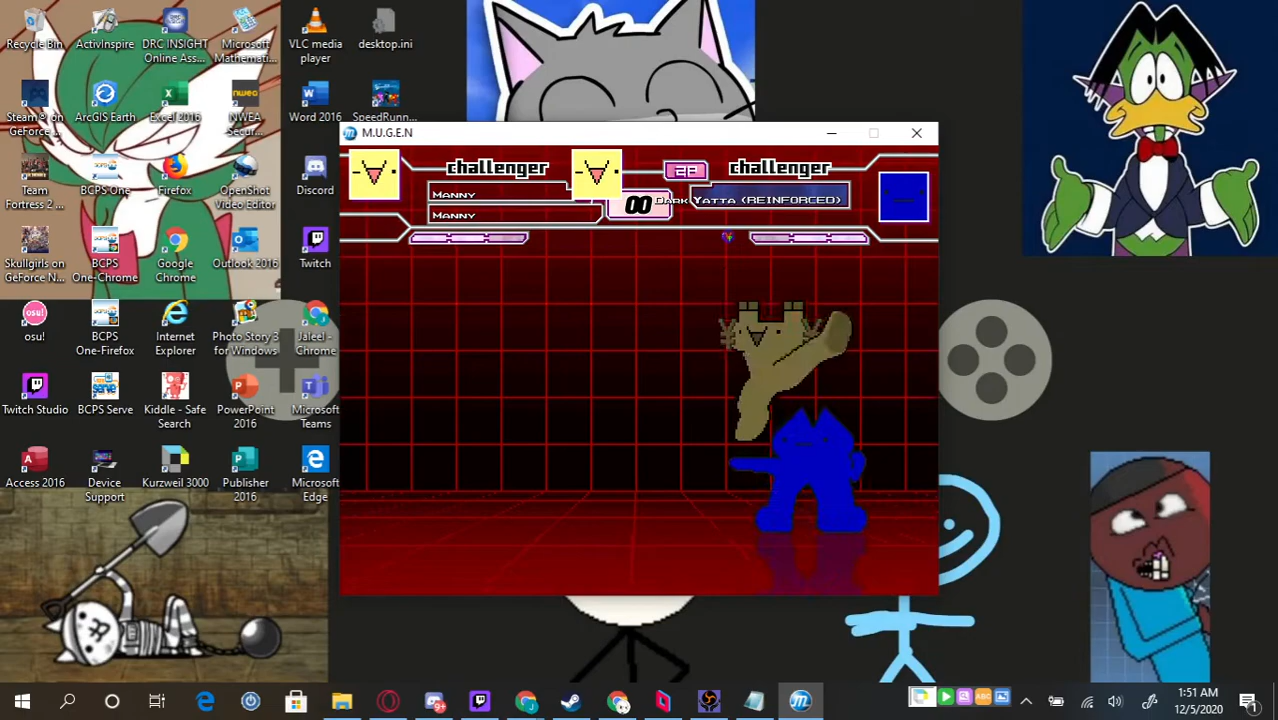 Recycle Bin
ActivInspire
DRC INSIGHT
Online Ass...
Microsoft
Mathemati...
VLC media
player
desktop.ini
Steam® on
GeForce ...
ArcGIS Earth
Excel 2016
NWEA
Secur...
Word 2016
SpeedRunn...
Team
Fortress 2 ...
BCPS One
Firefox
OpenShot
Video Editor
Discord
Skullgirls on
GeForce N...
BCPS
One-Chrome
Google
Chrome
Outlook 2016
Twitch
osu!
BCPS
One-Firefox
Internet
Explorer
Photo Story 3
for Windows
Jaleel -
Chrome
Twitch Studio
BCPS Serve
Kiddle - Safe
Search
PowerPoint
2016
Microsoft
Teams
Access 2016
Device
Support
Kurzweil 3000
Publisher
2016
Microsoft
Edge
M.U.G.E.N
challenger
2P
challenger
Manny
00
Dark Yatta (Reinforced)
Manny
1:51 AM
12/5/2020